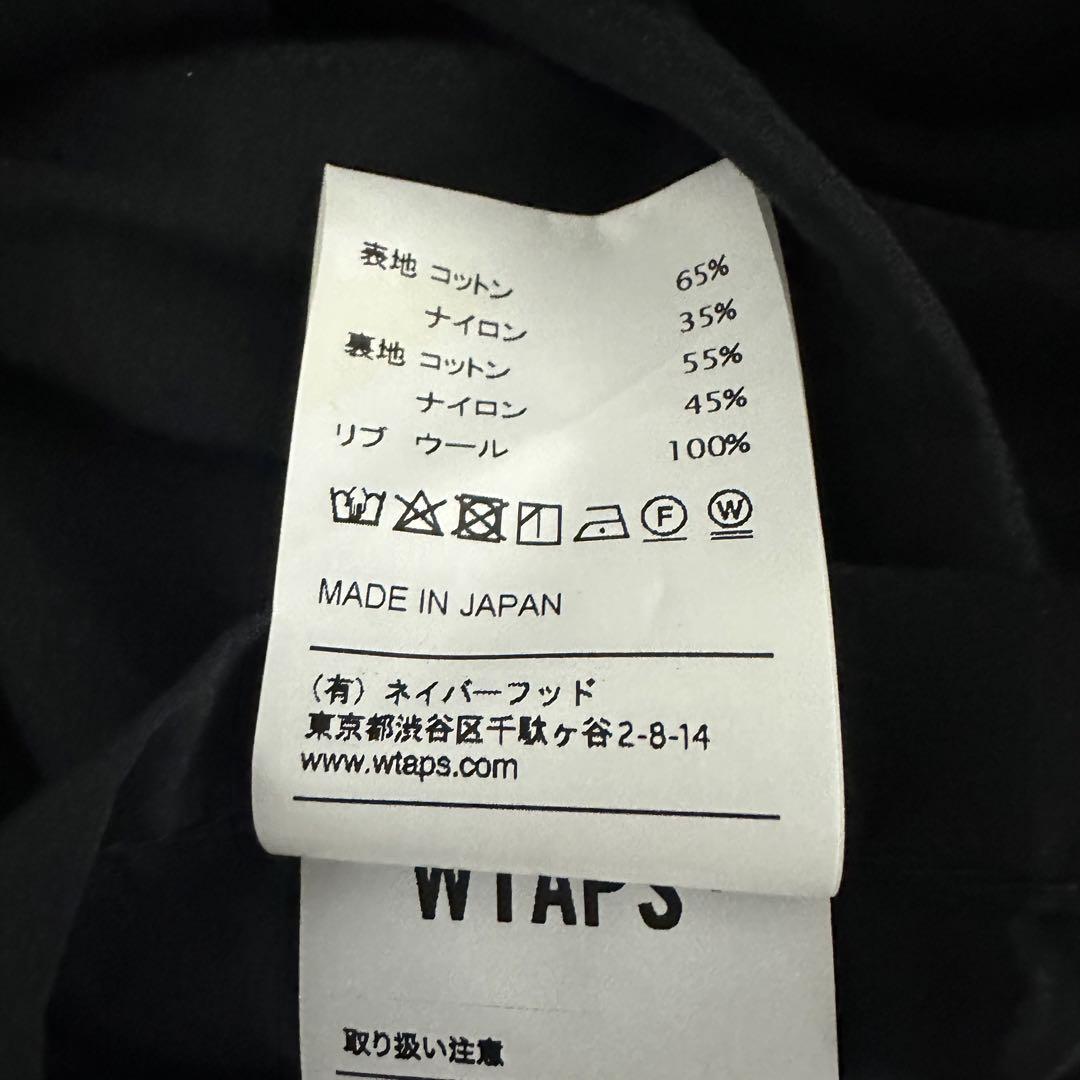 表地 コットン 65%
ナイロン 35%
裏地 コットン 55%
ナイロン 45%
リブ ウール 100%
F W
MADE IN JAPAN
(有) ネイバーフッド
東京都渋谷区千駄ヶ谷2-8-14
www.wtaps.com
WTAPS
取り扱い注意